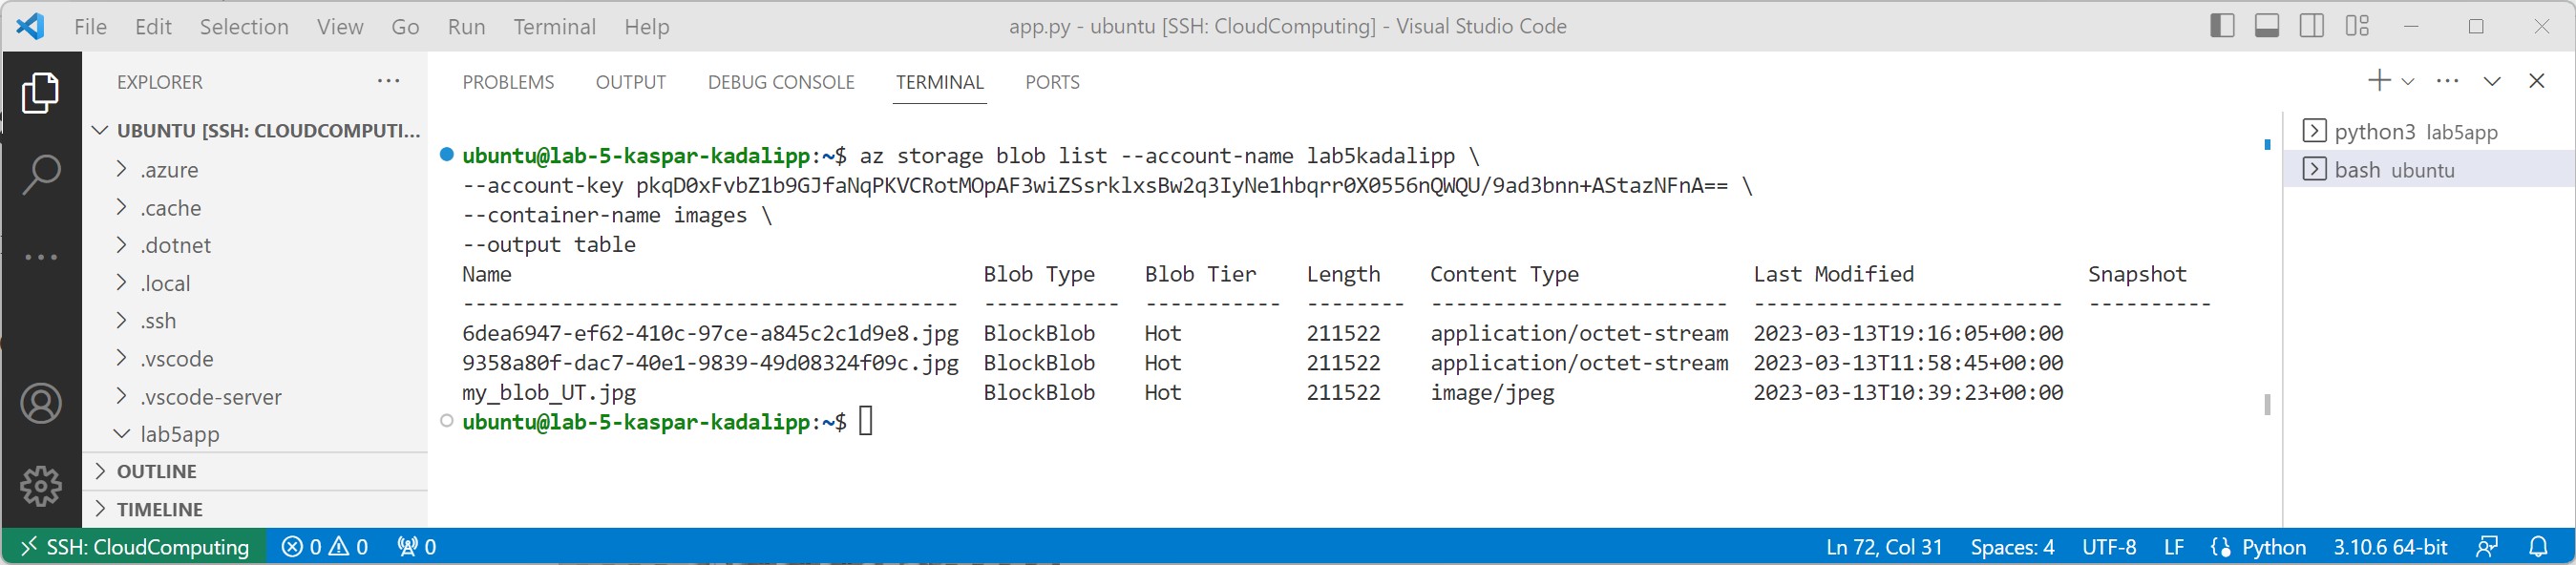 File Edit Selection View Go Run Terminal Help app.py - ubuntu [SSH: CloudComputing] - Visual Studio Code
EXPLORER
UBUNTU [SSH: CLOUDCOMPUTI...
.azure
.cache
.dotnet
.local
.ssh
.vscode
.vscode-server
lab5app
OUTLINE
TIMELINE
PROBLEMS OUTPUT DEBUG CONSOLE TERMINAL PORTS
ubuntu@lab-5-kaspar-kadalipp:~$ az storage blob list --account-name lab5kadalipp \
--account-key pkqD0xFvbZ1b9GJfaNqPKVCRotMOpAF3wiZSsrklxsBw2q3IyNe1hbqrr0X0556nQWQU/9ad3bnn+AStazNFnA== \
--container-name images \
--output table
Name Blob Type Blob Tier Length Content Type Last Modified Snapshot
---------------------------------------- ----------- ----------- -------- ------------------------ ------------------------- ----------
6dea6947-ef62-410c-97ce-a845c2c1d9e8.jpg BlockBlob Hot 211522 application/octet-stream 2023-03-13T19:16:05+00:00
9358a80f-dac7-40e1-9839-49d08324f09c.jpg BlockBlob Hot 211522 application/octet-stream 2023-03-13T11:58:45+00:00
my_blob_UT.jpg BlockBlob Hot 211522 image/jpeg 2023-03-13T10:39:23+00:00
ubuntu@lab-5-kaspar-kadalipp:~$
python3 lab5app
bash ubuntu
SSH: CloudComputing 0 0 0 Ln 72, Col 31 Spaces: 4 UTF-8 LF Python 3.10.6 64-bit